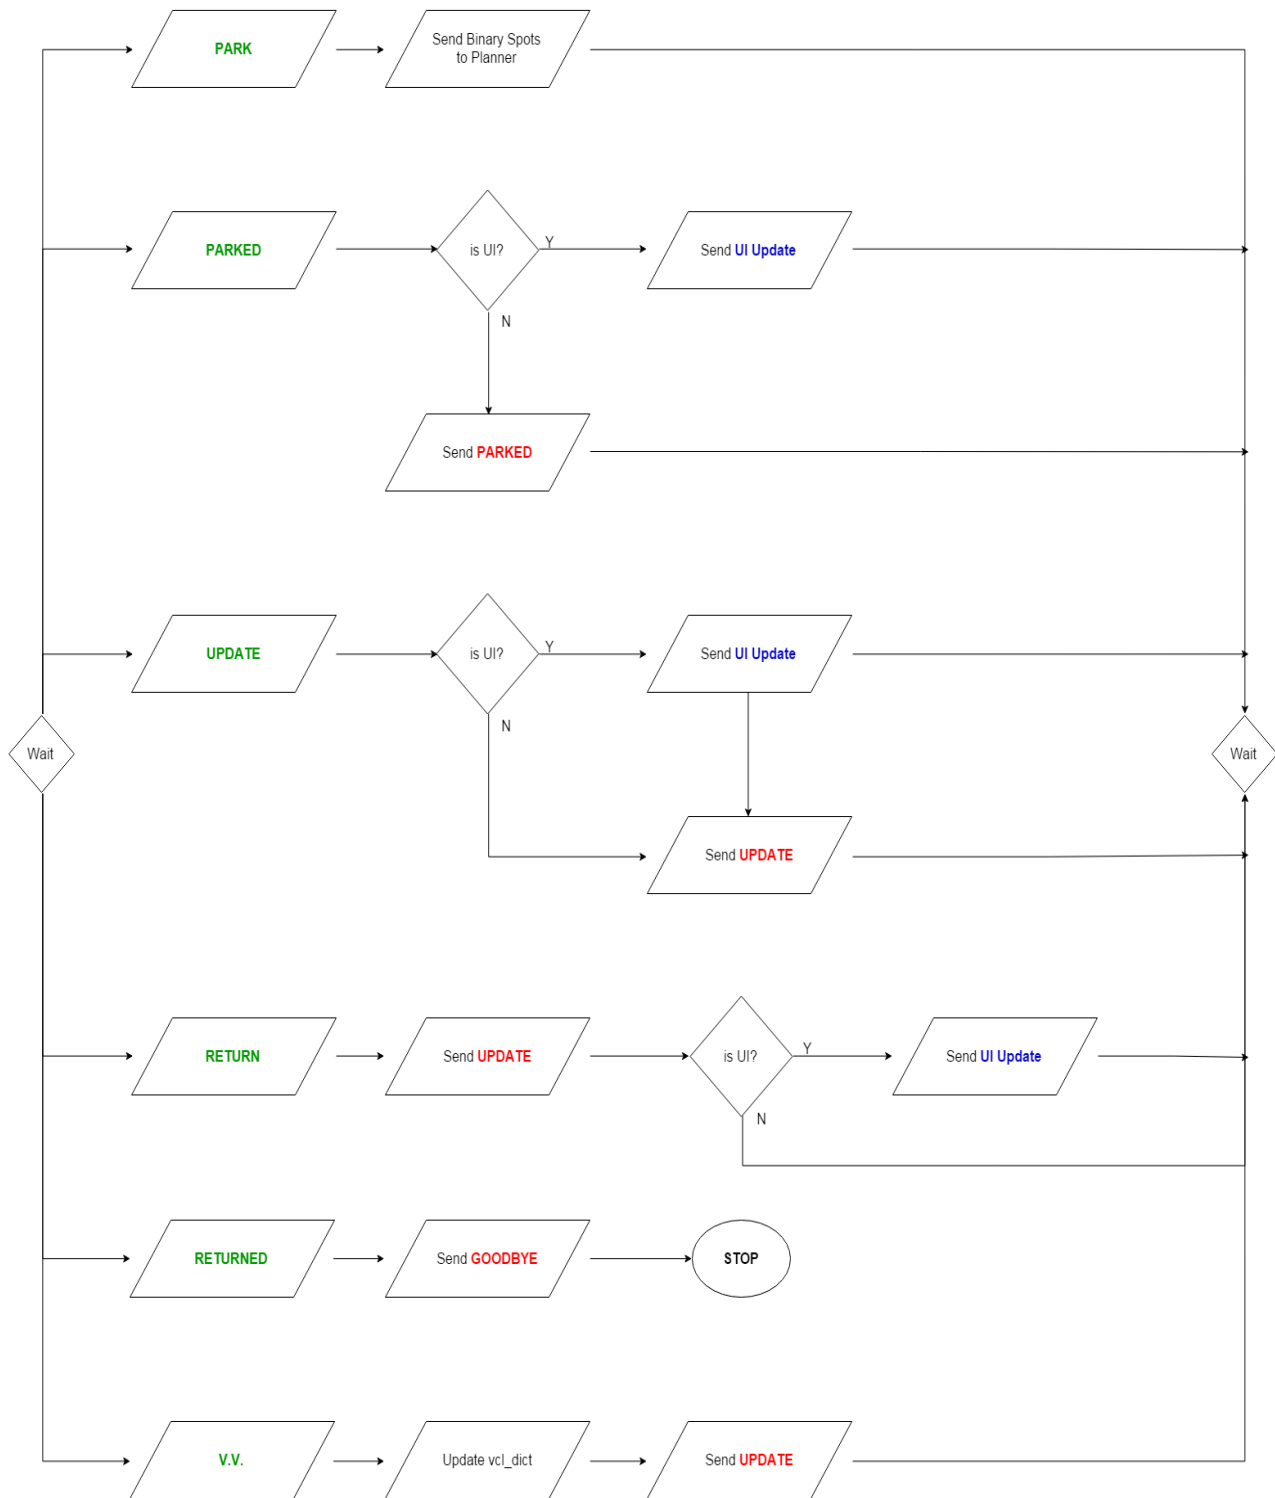 PARK
Send Binary Spots
to Planner
PARKED
is UI?
Y
Send UI Update
N
Send PARKED
UPDATE
is UI?
Y
Send UI Update
N
Wait
Wait
Send UPDATE
RETURN
Send UPDATE
is UI?
Y
Send UI Update
N
RETURNED
Send GOODBYE
STOP
V.V.
Update vcl_dict
Send UPDATE